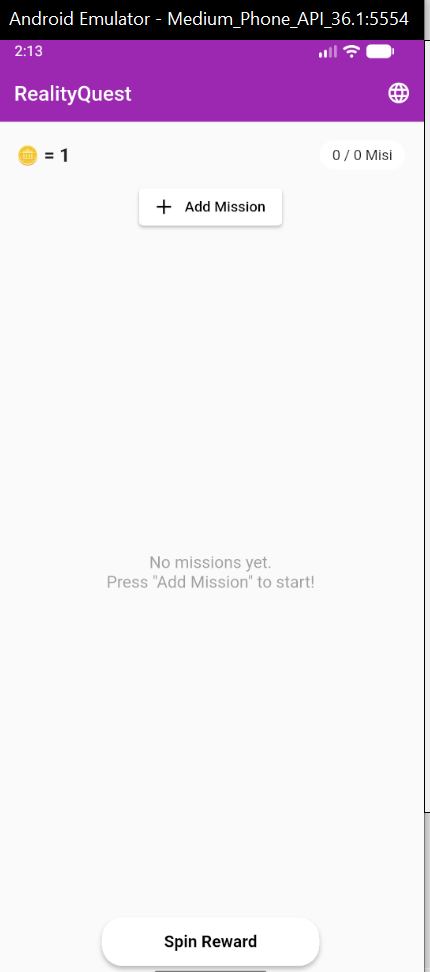 Android Emulator - Medium_Phone_API_36.1:5554
2:13
RealityQuest
= 1
0 / 0 Misi
Add Mission
No missions yet.
Press "Add Mission" to start!
Spin Reward